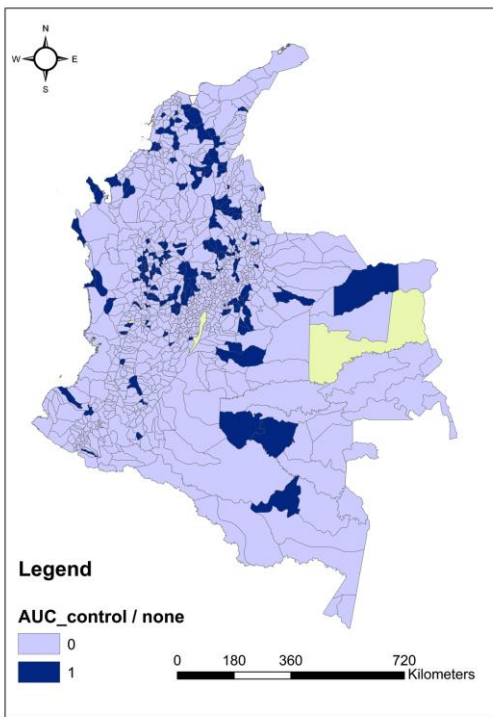 N
W E
S
Legend
AUC_control / none
0
1
0 180 360 720
Kilometers